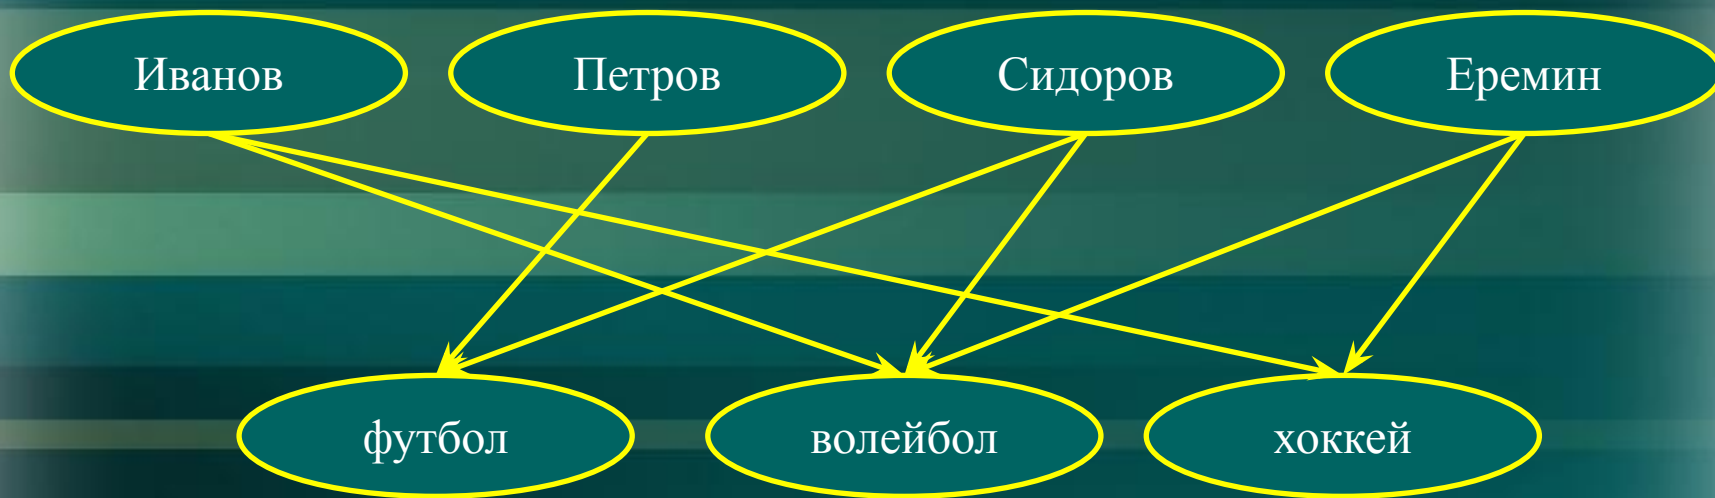 Иванов
Петров
Сидоров
Еремин
футбол
волейбол
хоккей